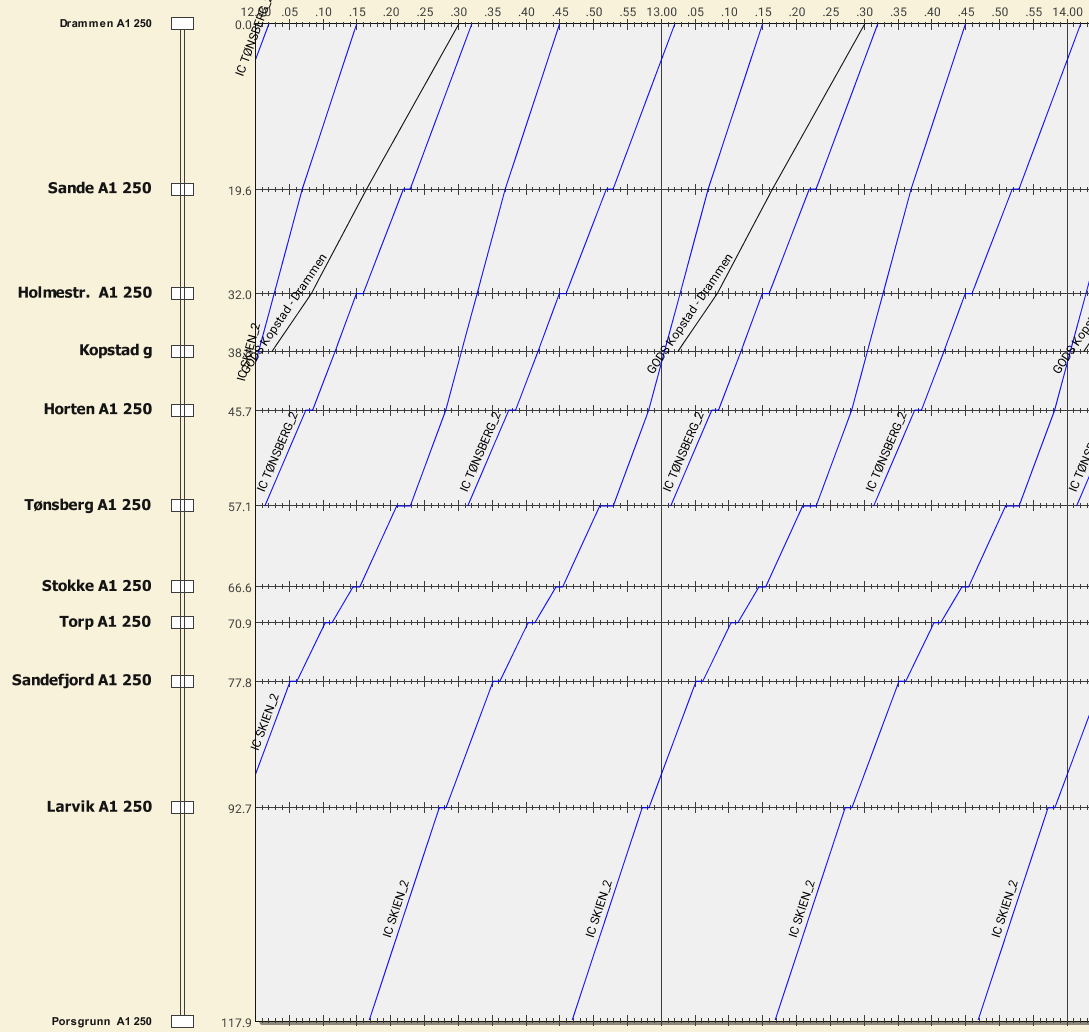 12.00 .05 .10 .15 .20 .25 .30 .35 .40 .45 .50 .55 13.00 .05 .10 .15 .20 .25 .30 .35 .40 .45 .50 .55 14.00
Drammen A1 250 0.0
IC TØNSBERG_2
Sande A1 250 19.6
Holmestr. A1 250 32.0
GODS Kopstad - Drammen
GODS Kopstad - Drammen
GODS Kopst
IC SKIEN_2
Kopstad g 38.
Horten A1 250 45.7
IC TØNSBERG_2
IC TØNSBERG_2
IC TØNSBERG_2
IC TØNSBERG_2
IC TØ
Tønsberg A1 250 57.1
Stokke A1 250 66.6
Torp A1 250 70.9
Sandefjord A1 250 77.8
IC SKIEN_2
Larvik A1 250 92.7
IC SKIEN_2
IC SKIEN_2
IC SKIEN_2
IC SKIEN_2
Porsgrunn A1 250 117.9